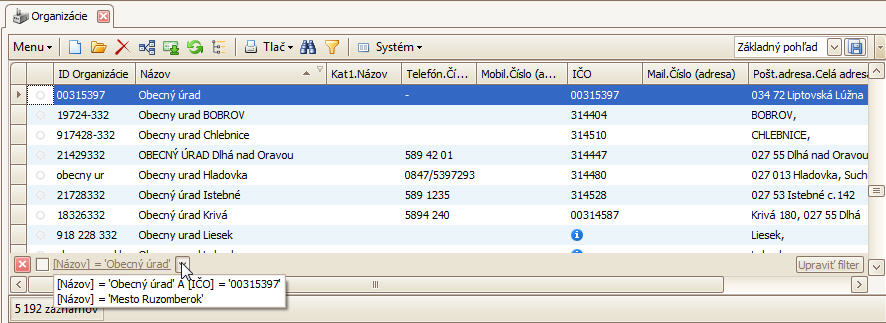 Organizácie
Menu Tlač Systém Základný pohľad
ID Organizácie Názov Kat1.Názov Telefón.Čí... Mobil.Číslo (a... IČO Mail.Číslo (adresa) Pošt.adresa.Celá adresa
00315397 Obecný úrad - 00315397 034 72 Liptovská Lúžna
19724-332 Obecny urad BOBROV 314404 BOBROV,
917428-332 Obecny urad Chlebnice 314510 CHLEBNICE,
21429332 OBECNÝ ÚRAD Dlhá nad Oravou 589 42 01 314447 027 55 Dlhá nad Oravou
obecny ur Obecný urad Hladovka 0847/5397293 314480 027 013 Hladovka, Such
21728332 Obecný úrad Istebné 589 1235 314528 027 53 Istebné c.142
18326332 Obecný úrad Krivá 5894 240 00314587 Krivá 180, 027 55 Dlhá
918 228 332 Obecny urad Liesek Liesek,
[Názov] = 'Obecný úrad' Upraviť filter
[Názov] = 'Obecný úrad' A [IČO] = '00315397'
[Názov] = 'Mesto Ruzomberok'
5 192 záznamov